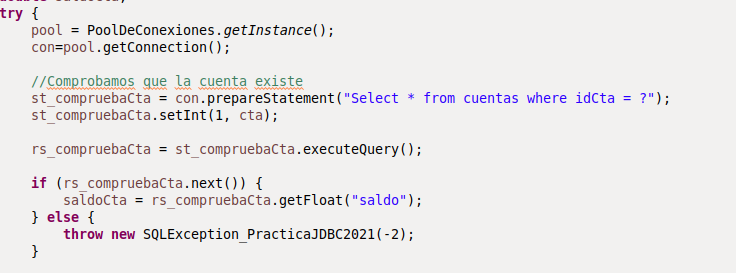 try {
pool = PoolDeConexiones.getInstance();
con=pool.getConnection();
//Comprobamos que la cuenta existe
st_compruebaCta = con.prepareStatement("Select * from cuentas where idCta = ?");
st_compruebaCta.setInt(1, cta);
rs_compruebaCta = st_compruebaCta.executeQuery();
if (rs_compruebaCta.next()) {
saldoCta = rs_compruebaCta.getFloat("saldo");
} else {
throw new SQLException_PracticaJDBC2021(-2);
}